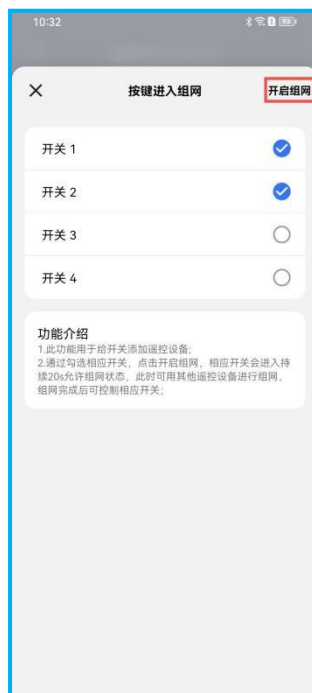 10:32
按键进入组网
开启组网
开关 1
开关 2
开关 3
开关 4
功能介绍
1.此功能用于给开关添加遥控设备;
2.通过勾选相应开关，点击开启组网，相应开关会进入持
续20s允许组网状态，此时可用其他遥控设备进行组网，
组网完成后可控制相应开关;